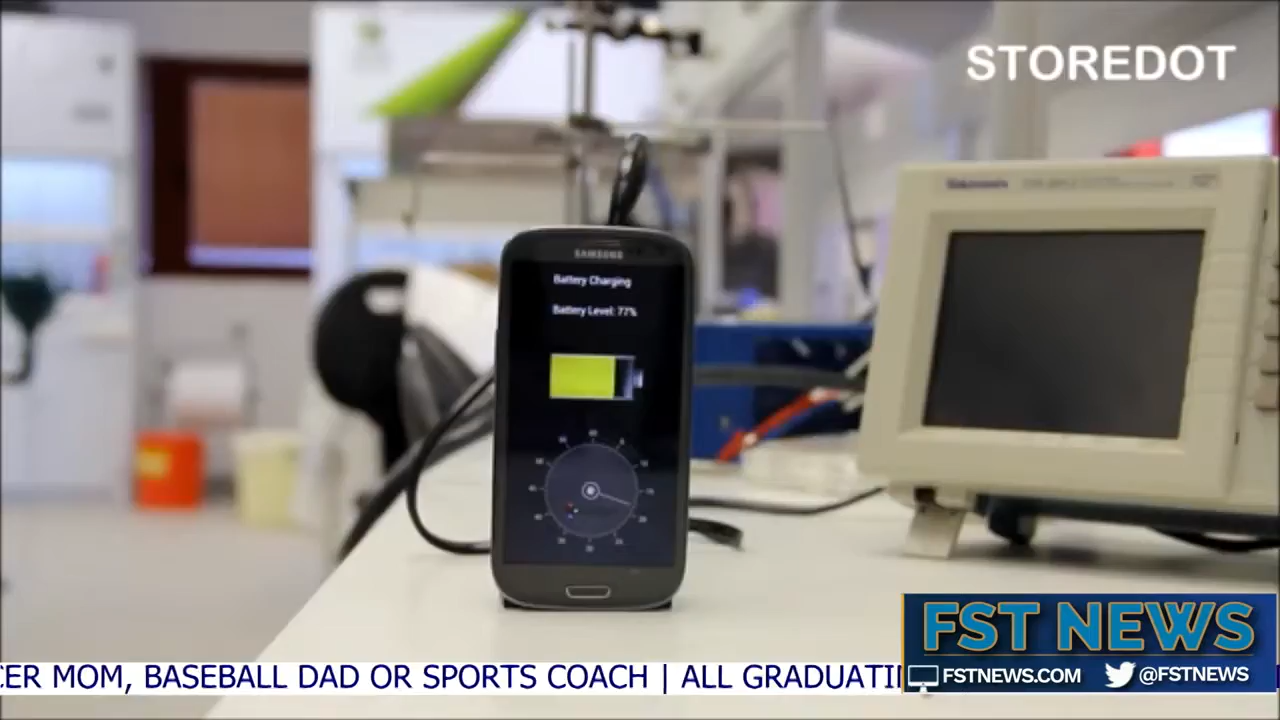 STOREDOT
SAMSUNG
Battery Charging
Battery Level: 77%
Tektronix
FST NEWS
FSTNEWS.COM
@FSTNEWS
CER MOM, BASEBALL DAD OR SPORTS COACH | ALL GRADUATI